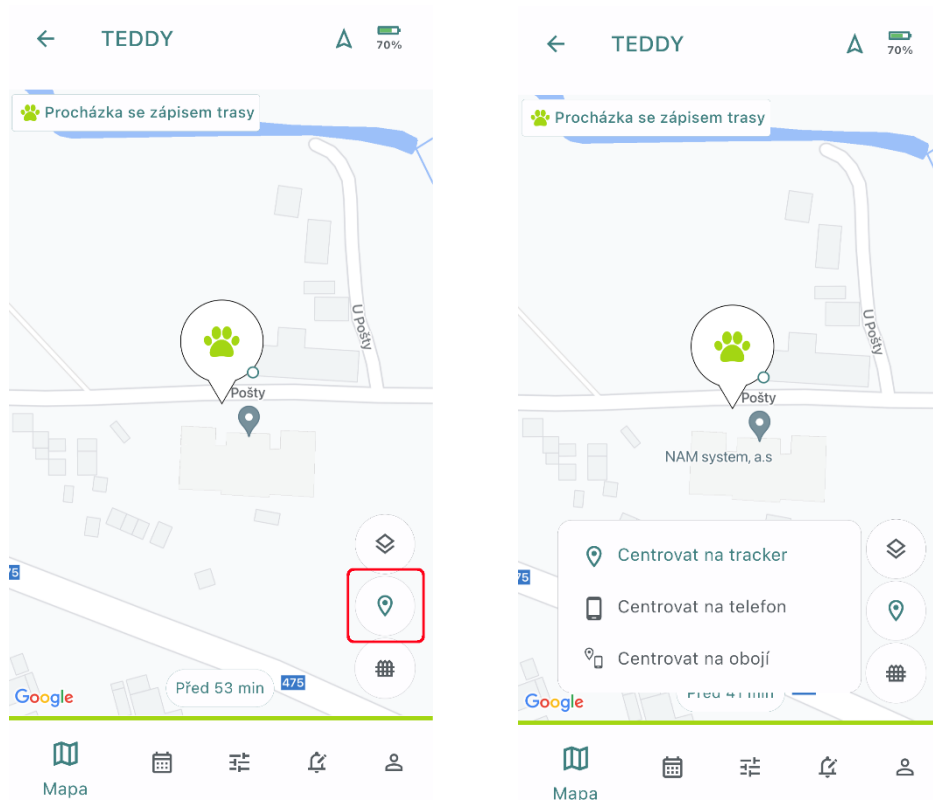 TEDDY
70%
Procházka se zápisem trasy
U Pošty
Pošty
75
475
Před 53 min
Google
Mapa
TEDDY
70%
Procházka se zápisem trasy
U Pošty
Pošty
NAM system, a.s
Centrovat na tracker
75
Centrovat na telefon
Centrovat na obojí
Před 41 min
Google
Mapa